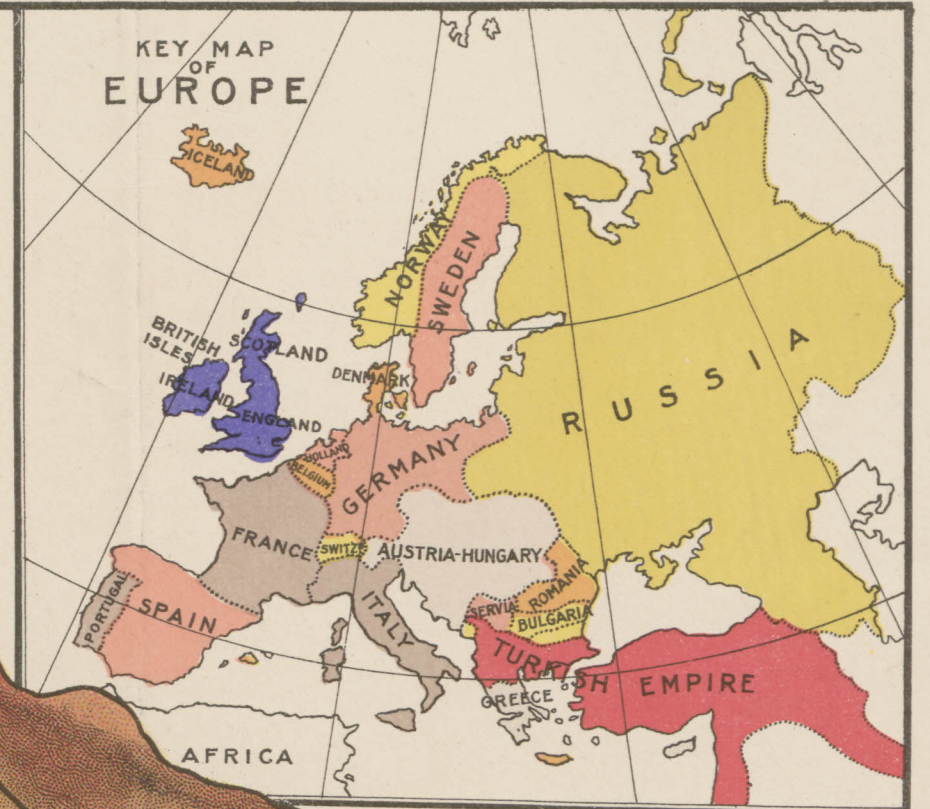 KEY MAP
OF
EUROPE
ICELAND
NORWAY
SWEDEN
BRITISH
ISLES
SCOTLAND
IRELAND
ENGLAND
DENMARK
RUSSIA
HOLLAND
BELGIUM
GERMANY
FRANCE
SWITZ
AUSTRIA-HUNGARY
PORTUGAL
SPAIN
ITALY
SERVIA
ROMANIA
BULGARIA
TURKISH EMPIRE
GREECE
AFRICA